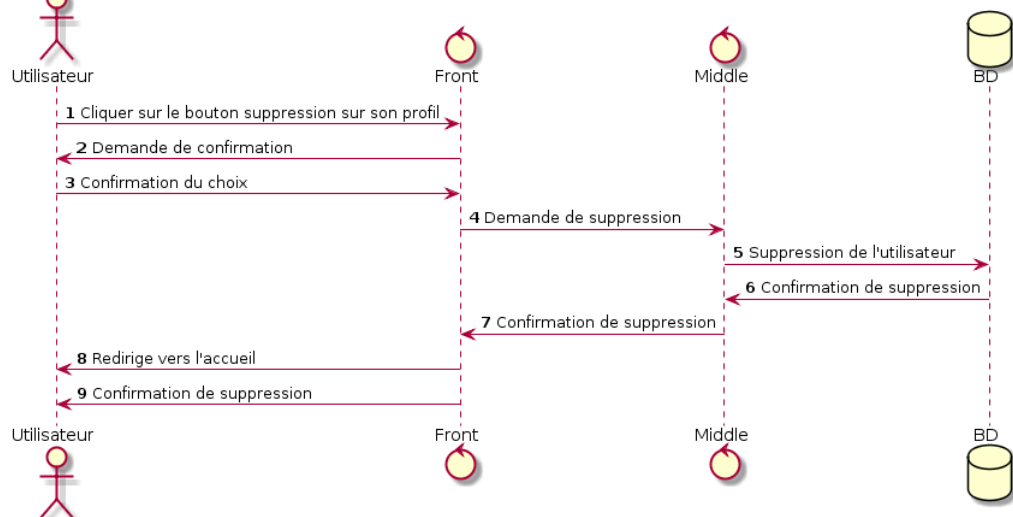 Utilisateur Front Middle BD
1 Cliquer sur le bouton suppression sur son profil
2 Demande de confirmation
3 Confirmation du choix
4 Demande de suppression
5 Suppression de l'utilisateur
6 Confirmation de suppression
7 Confirmation de suppression
8 Redirige vers l'accueil
9 Confirmation de suppression
Utilisateur Front Middle BD